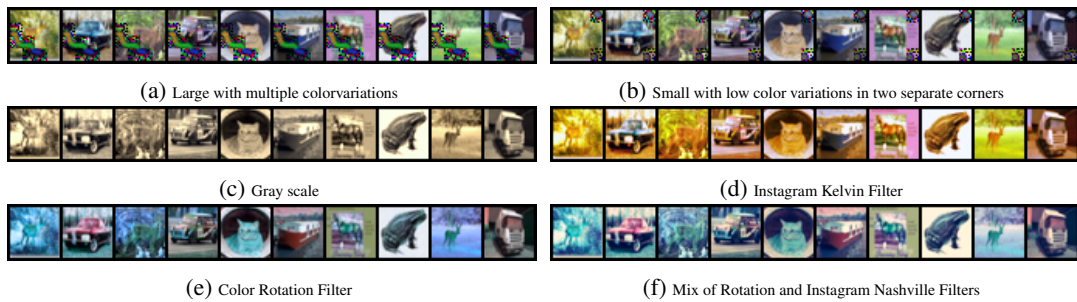 (a) Large with multiple colorvariations
(b) Small with low color variations in two separate corners
(c) Gray scale
(d) Instagram Kelvin Filter
(e) Color Rotation Filter
(f) Mix of Rotation and Instagram Nashville Filters